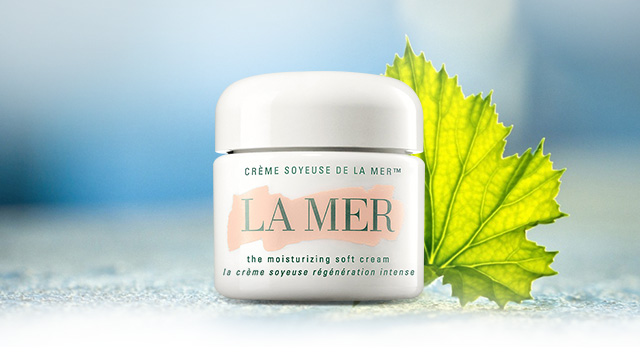 CRÈME SOYEUSE DE LA MER™
LA MER
the moisturizing soft cream
la crème soyeuse régénération intense